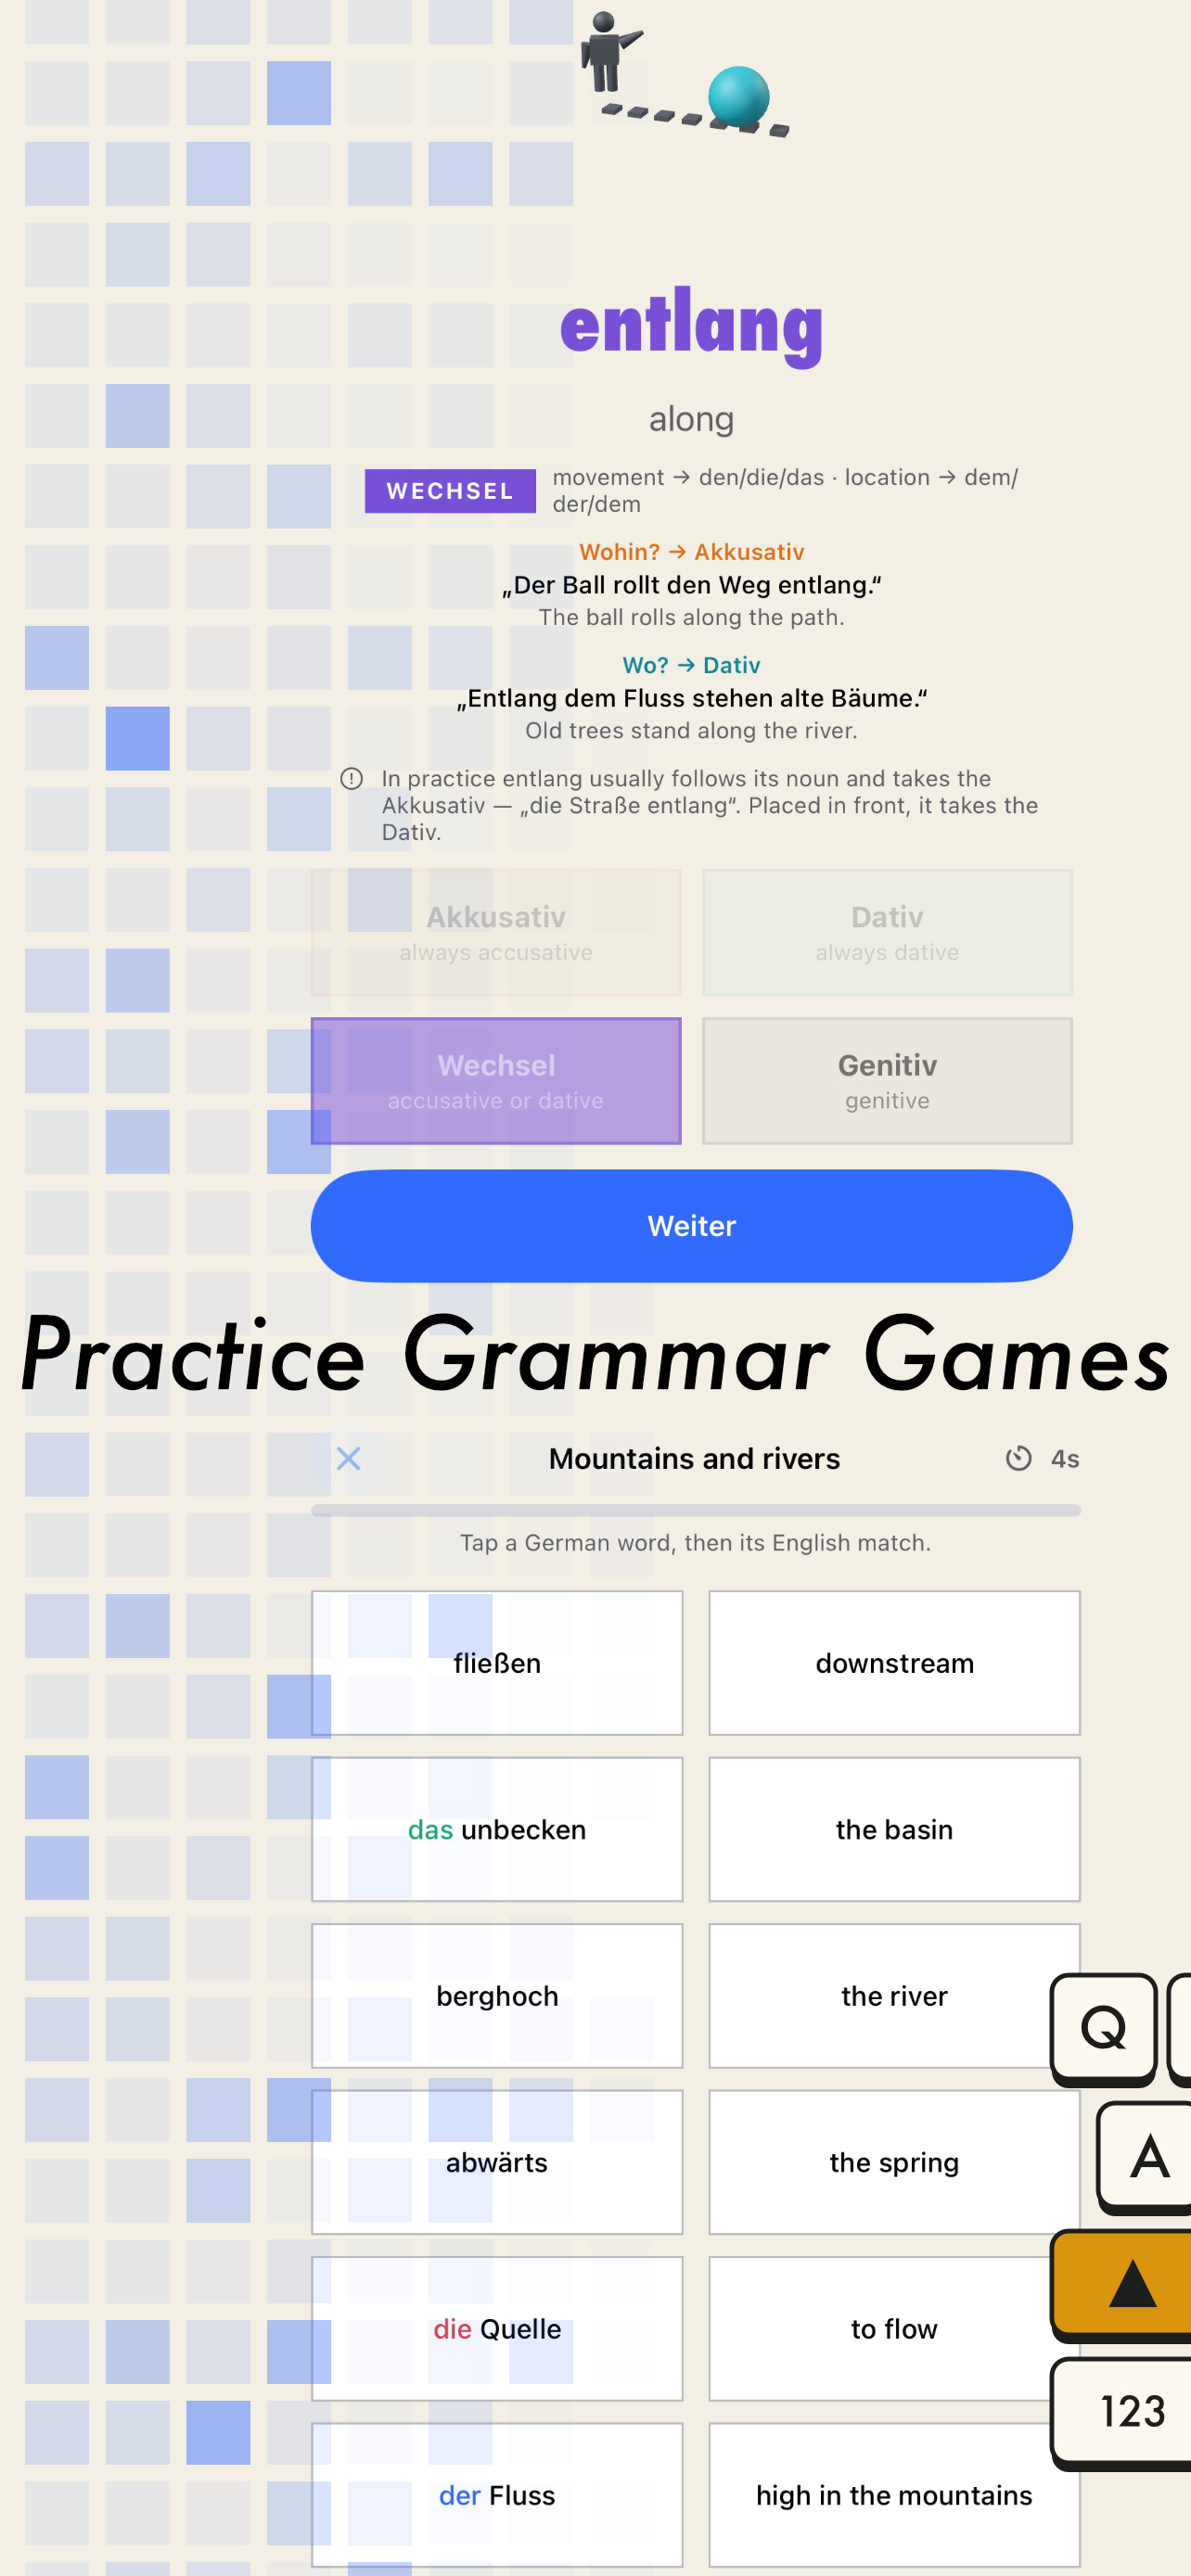 entlang
along
WECHSEL
movement → den/die/das · location → dem/
der/dem
Wohin? → Akkusativ
„Der Ball rollt den Weg entlang.“
The ball rolls along the path.
Wo? → Dativ
„Entlang dem Fluss stehen alte Bäume.“
Old trees stand along the river.
In practice entlang usually follows its noun and takes the
Akkusativ — „die Straße entlang“. Placed in front, it takes the
Dativ.
Akkusativ
always accusative
Dativ
always dative
Wechsel
accusative or dative
Genitiv
genitive
Weiter
Practice Grammar Games
Mountains and rivers
4s
Tap a German word, then its English match.
fließen
downstream
das unbecken
the basin
berghoch
the river
abwärts
the spring
die Quelle
to flow
der Fluss
high in the mountains
Q
A
123